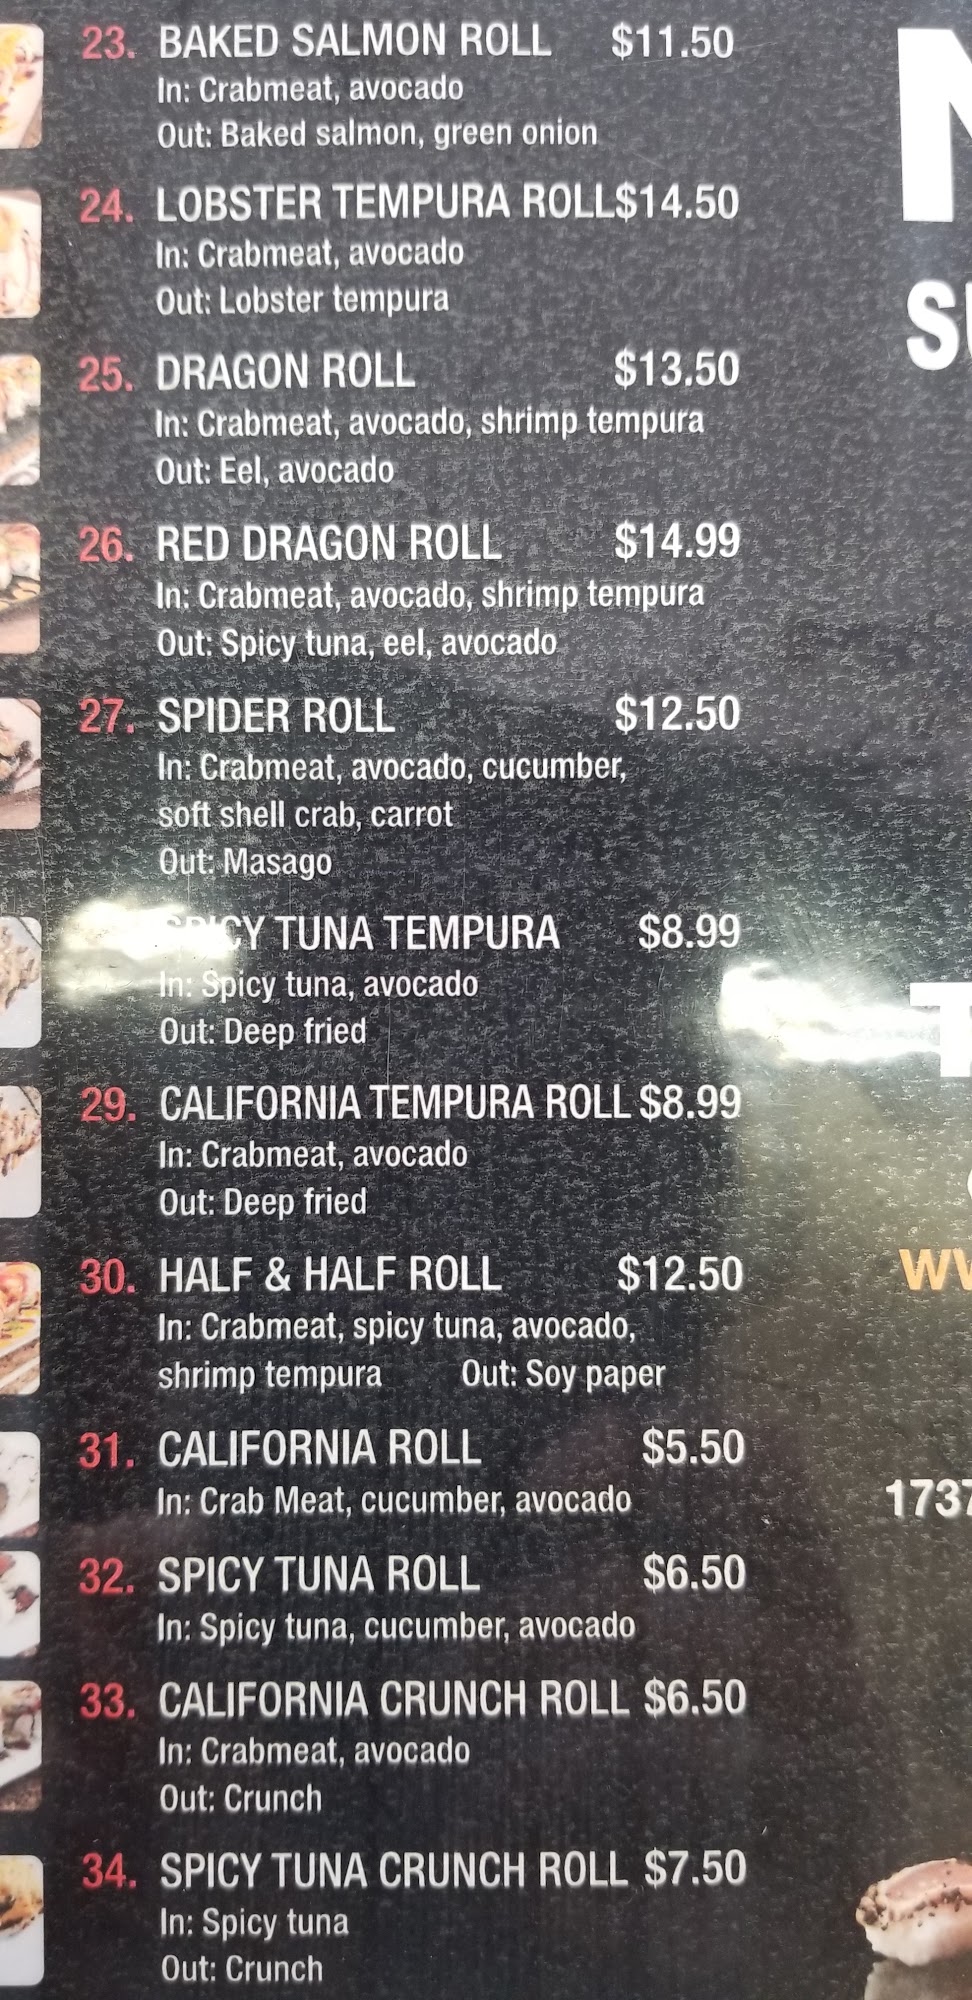 23. BAKED SALMON ROLL $11.50
In: Crabmeat, avocado
Out: Baked salmon, green onion
24. LOBSTER TEMPURA ROLL $14.50
In: Crabmeat, avocado
Out: Lobster tempura
25. DRAGON ROLL $13.50
In: Crabmeat, avocado, shrimp tempura
Out: Eel, avocado
26. RED DRAGON ROLL $14.99
In: Crabmeat, avocado, shrimp tempura
Out: Spicy tuna, eel, avocado
27. SPIDER ROLL $12.50
In: Crabmeat, avocado, cucumber,
soft shell crab, carrot
Out: Masago
SPICY TUNA TEMPURA $8.99
In: Spicy tuna, avocado
Out: Deep fried
29. CALIFORNIA TEMPURA ROLL $8.99
In: Crabmeat, avocado
Out: Deep fried
30. HALF & HALF ROLL $12.50
In: Crabmeat, spicy tuna, avocado,
shrimp tempura Out: Soy paper
31. CALIFORNIA ROLL $5.50
In: Crab Meat, cucumber, avocado
32. SPICY TUNA ROLL $6.50
In: Spicy tuna, cucumber, avocado
33. CALIFORNIA CRUNCH ROLL $6.50
In: Crabmeat, avocado
Out: Crunch
34. SPICY TUNA CRUNCH ROLL $7.50
In: Spicy tuna
Out: Crunch
1737